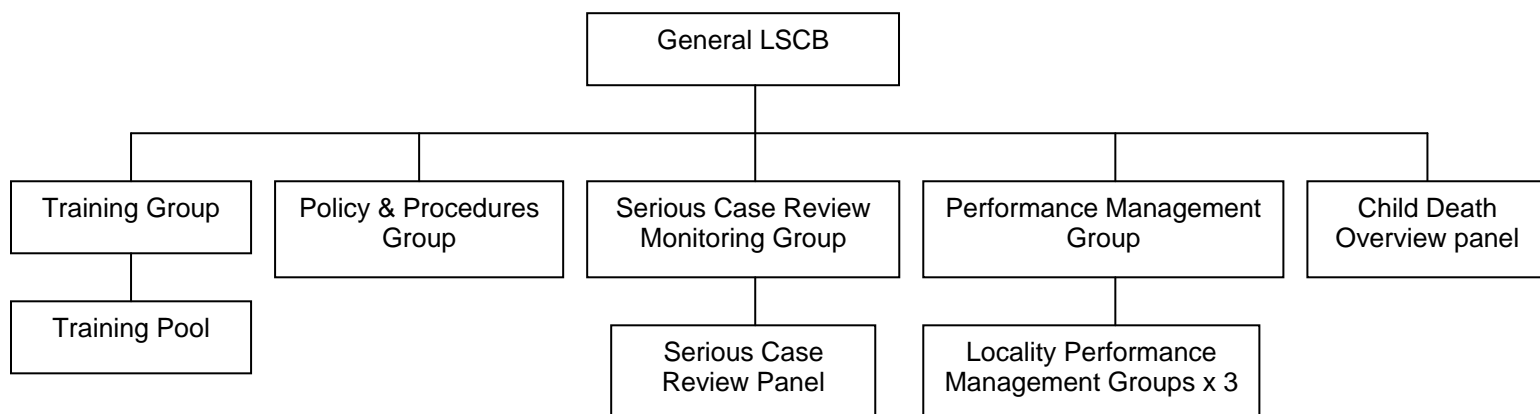 General LSCB
Training Group
Policy & Procedures
Group
Serious Case Review
Monitoring Group
Performance Management
Group
Child Death
Overview panel
Training Pool
Serious Case
Review Panel
Locality Performance
Management Groups x 3